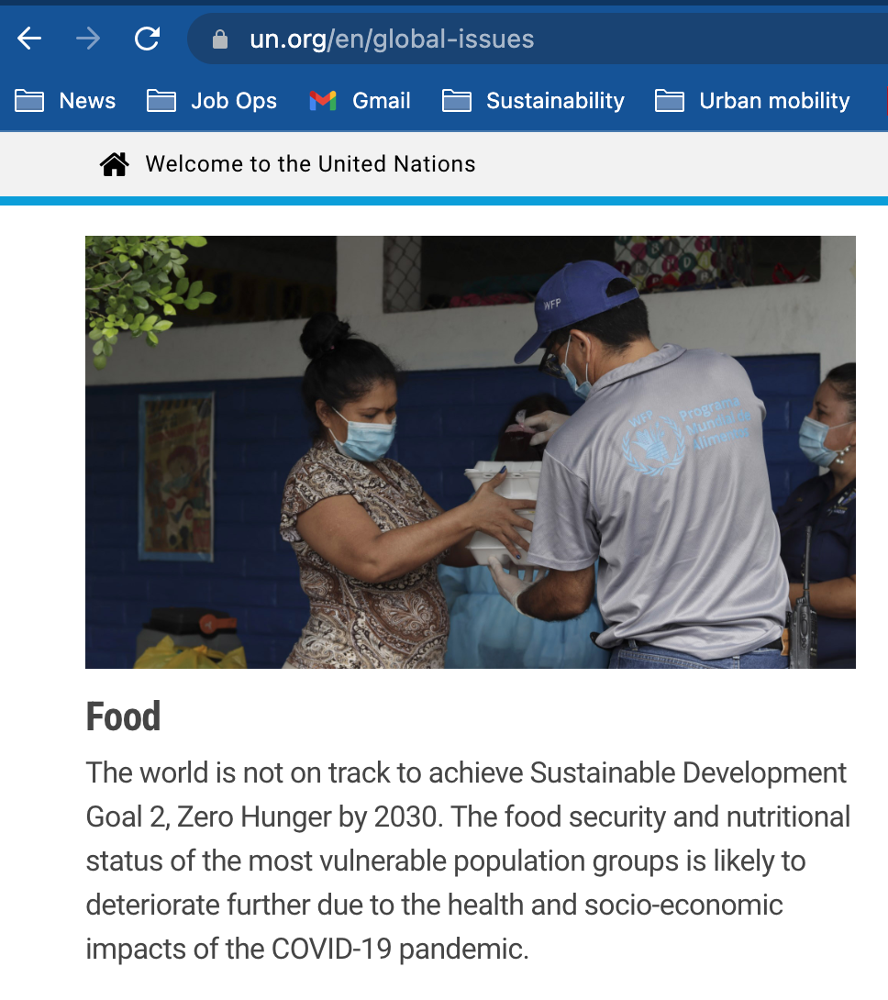 un.org/en/global-issues
News Job Ops Gmail Sustainability Urban mobility
Welcome to the United Nations
WFP
WFP
Programa
Mundial de
Alimentos
Food
The world is not on track to achieve Sustainable Development
Goal 2, Zero Hunger by 2030. The food security and nutritional
status of the most vulnerable population groups is likely to
deteriorate further due to the health and socio-economic
impacts of the COVID-19 pandemic.